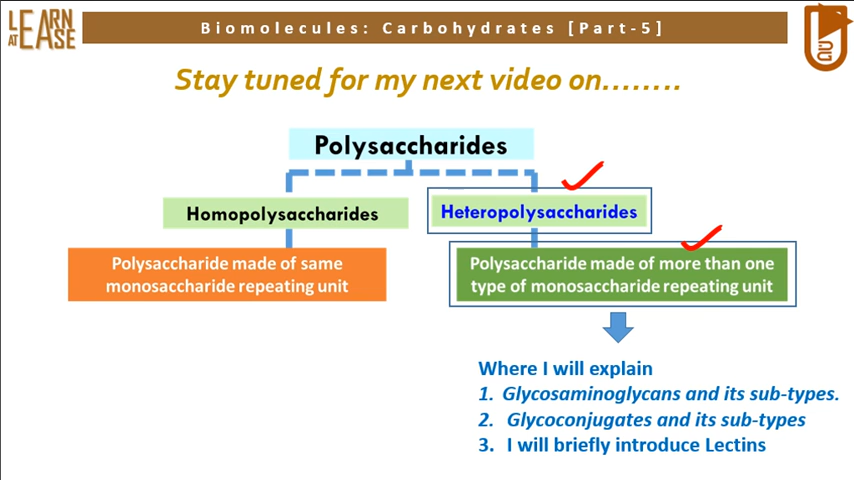 LEARN
AT EASE
Biomolecules: Carbohydrates [Part-5]
Stay tuned for my next video on........
Polysaccharides
Homopolysaccharides
Heteropolysaccharides
Polysaccharide made of same
monosaccharide repeating unit
Polysaccharide made of more than one
type of monosaccharide repeating unit
Where I will explain
1. Glycosaminoglycans and its sub-types.
2. Glycoconjugates and its sub-types
3. I will briefly introduce Lectins